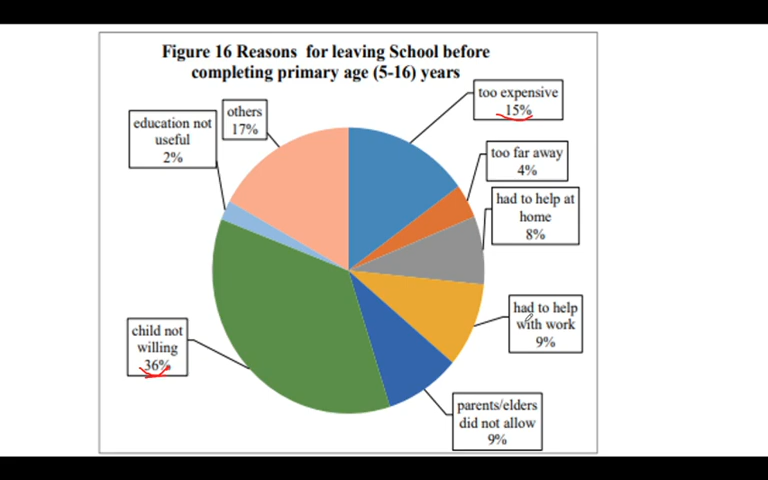 Figure 16 Reasons for leaving School before
completing primary age (5-16) years
too expensive
15%
too far away
4%
had to help at
home
8%
had to help
with work
9%
parents/elders
did not allow
9%
child not
willing
36%
education not
useful
2%
others
17%